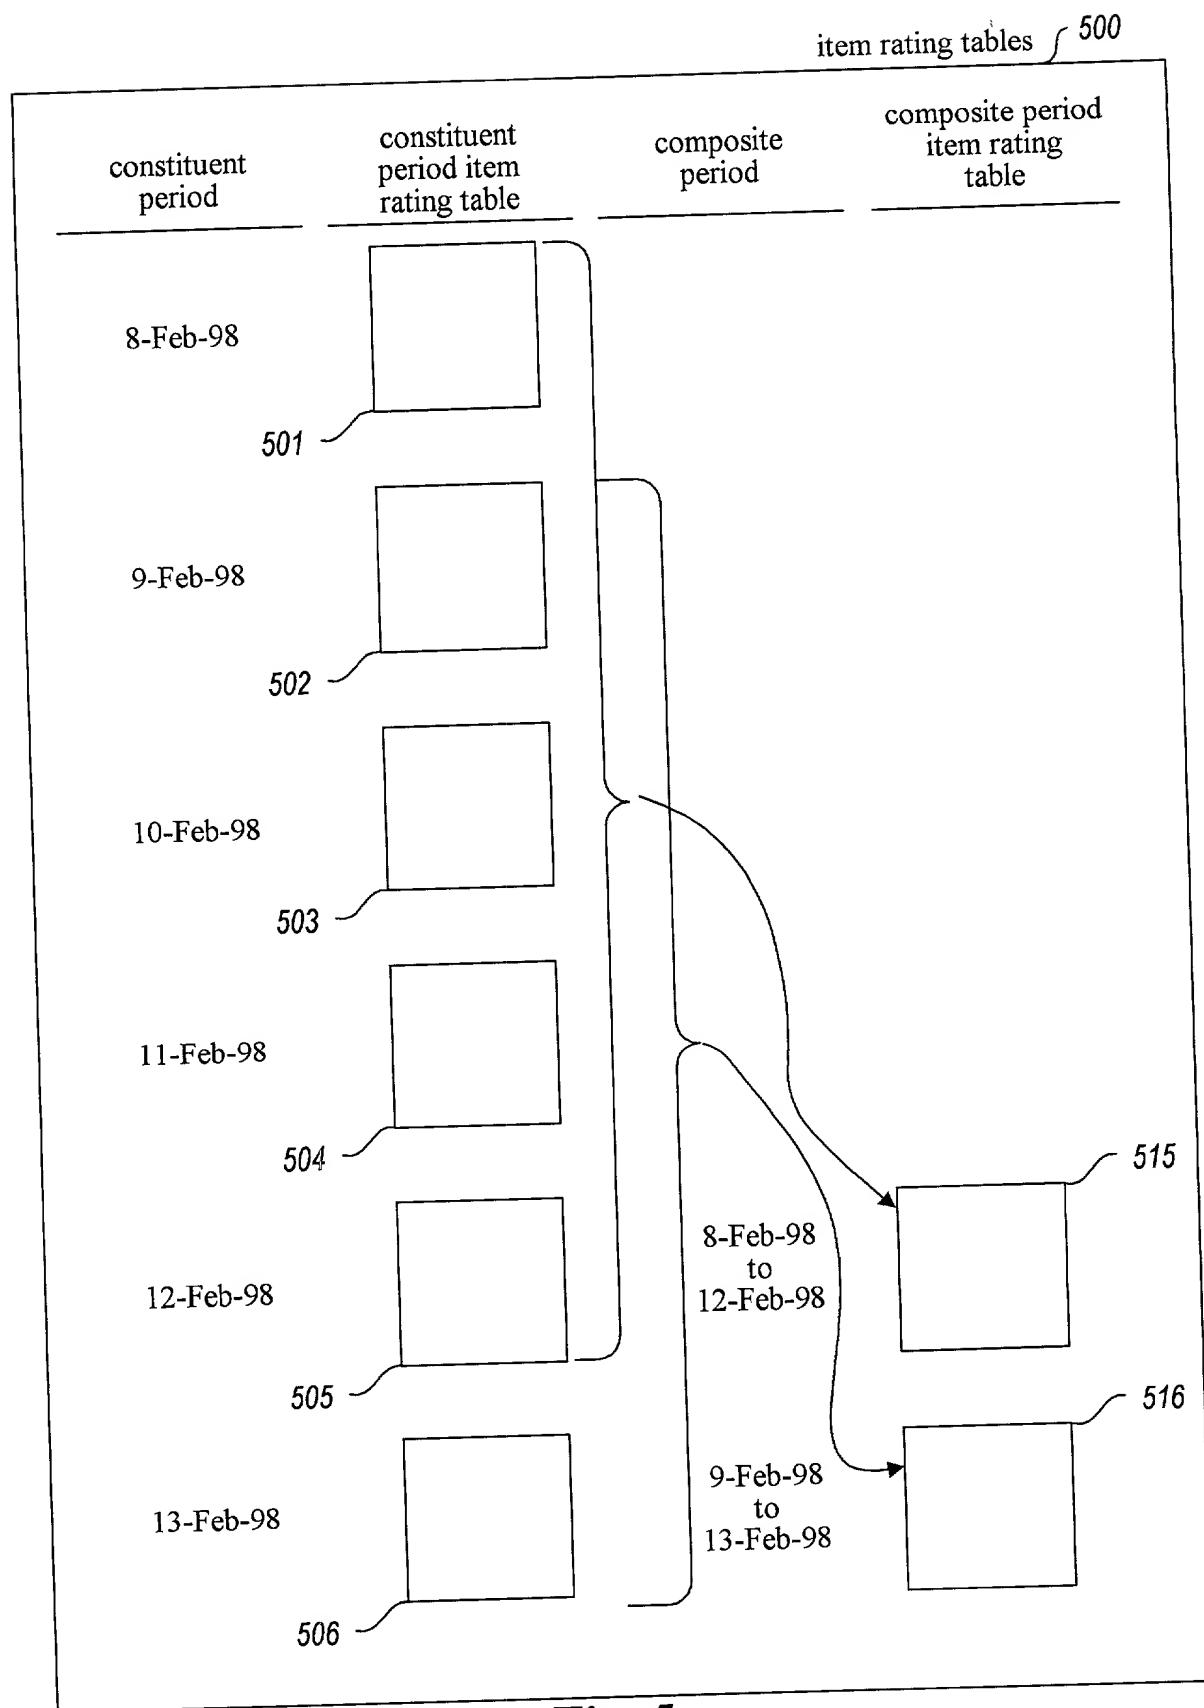 item rating tables 500
constituent
period
constituent
period item
rating table
composite
period
composite period
item rating
table
8-Feb-98
501
9-Feb-98
502
10-Feb-98
503
11-Feb-98
504
515
8-Feb-98
to
12-Feb-98
12-Feb-98
505
516
9-Feb-98
to
13-Feb-98
13-Feb-98
506